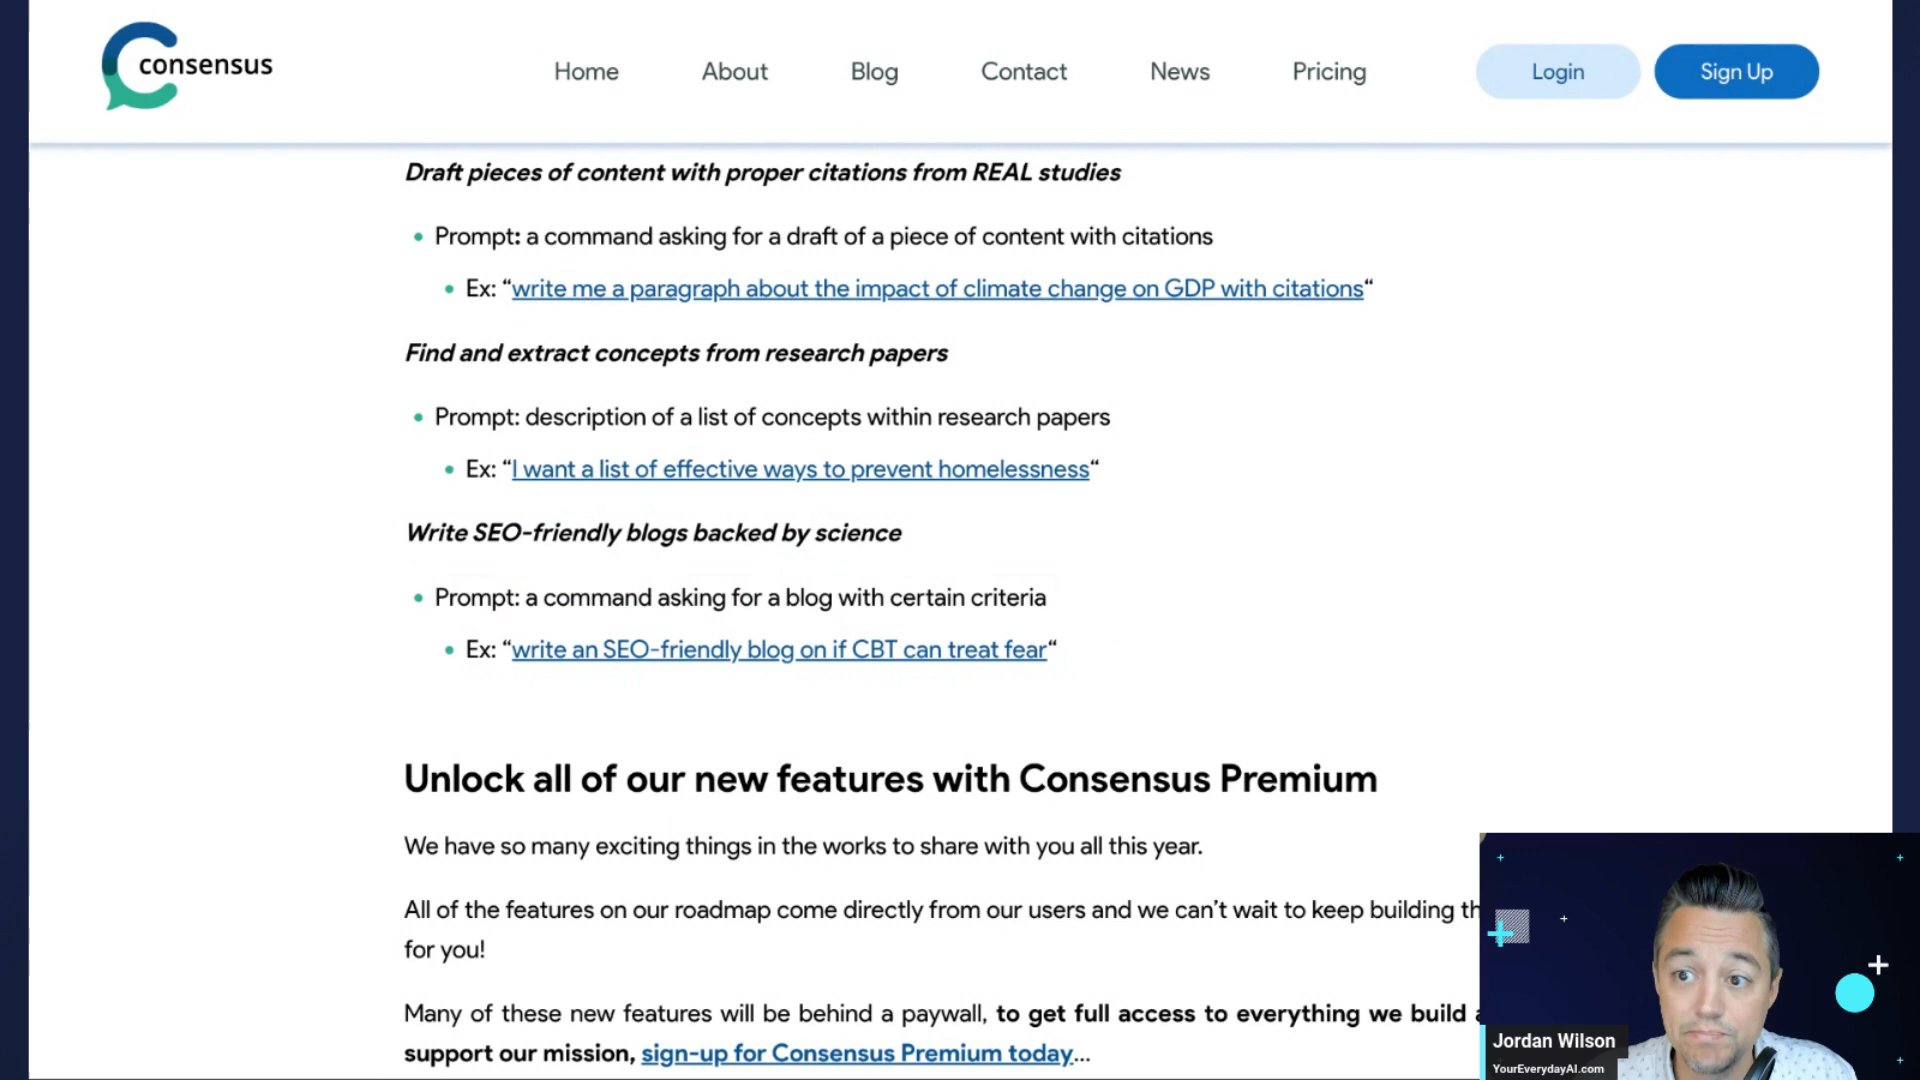 consensus
Home About Blog Contact News Pricing Login Sign Up
Draft pieces of content with proper citations from REAL studies
• Prompt: a command asking for a draft of a piece of content with citations
• Ex: “write me a paragraph about the impact of climate change on GDP with citations“
Find and extract concepts from research papers
• Prompt: description of a list of concepts within research papers
• Ex: “I want a list of effective ways to prevent homelessness“
Write SEO-friendly blogs backed by science
• Prompt: a command asking for a blog with certain criteria
• Ex: “write an SEO-friendly blog on if CBT can treat fear“
Unlock all of our new features with Consensus Premium
We have so many exciting things in the works to share with you all this year.
All of the features on our roadmap come directly from our users and we can’t wait to keep building
for you!
Many of these new features will be behind a paywall, to get full access to everything we build
support our mission, sign-up for Consensus Premium today...
Jordan Wilson
YourEverydayAI.com